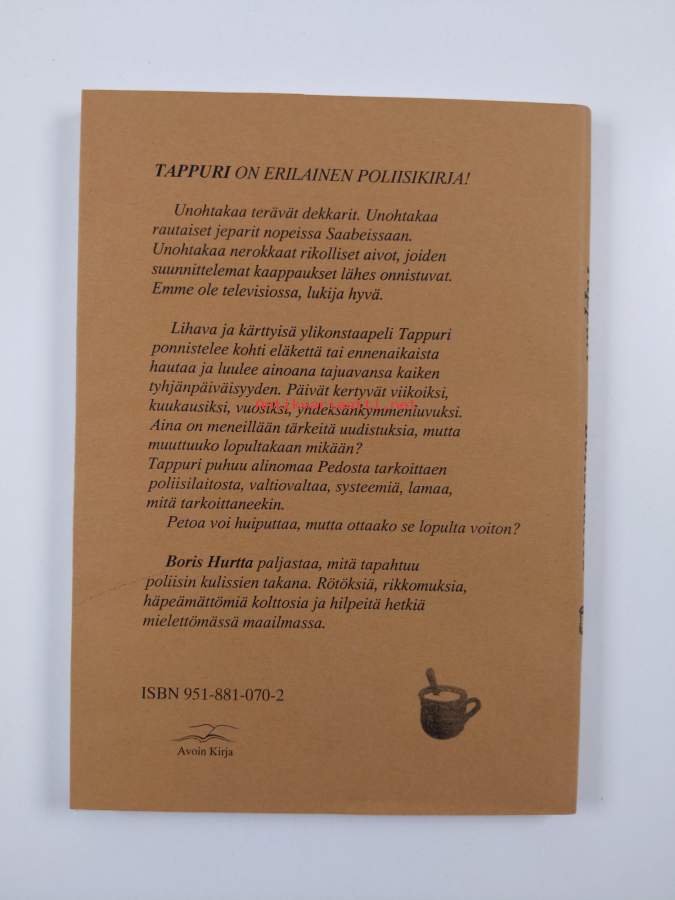 TAPPURI ON ERILAINEN POLIISIKIRJA!
Unohtakaa terävät dekkarit. Unohtakaa
rautaiset jeparit nopeissa Saabeissaan.
Unohtakaa nerokkaat rikolliset aivot, joiden
suunnittelemat kaappaukset lähes onnistuvat.
Emme ole televisiossa, lukija hyvä.
Lihava ja kärttyisä ylikonstaapeli Tappuri
ponnistelee kohti eläkettä tai ennenaikaista
hautaa ja luulee ainoana tajuavansa kaiken
tyhjänpäiväisyyden. Päivät kertyvät viikoiksi,
kuukausiksi, vuosiksi, yhdeksänkymmenluvuksi.
Aina on meneillään tärkeitä uudistuksia, mutta
muuttuuko lopultakaan mikään?
Tappuri puhuu alinomaa Pedosta tarkoittaen
poliisilaitosta, valtiovaltaa, systeemiä, lamaa,
mitä tarkoittaneekin.
Petoa voi huiputtaa, mutta ottaako se lopulta voiton?
Boris Hurtta paljastaa, mitä tapahtuu
poliisin kulissien takana. Rötöksiä, rikkomuksia,
häpeämättömiä kolttosia ja hilpeitä hetkiä
mielettömässä maailmassa.
ISBN 951-881-070-2
Avoin Kirja